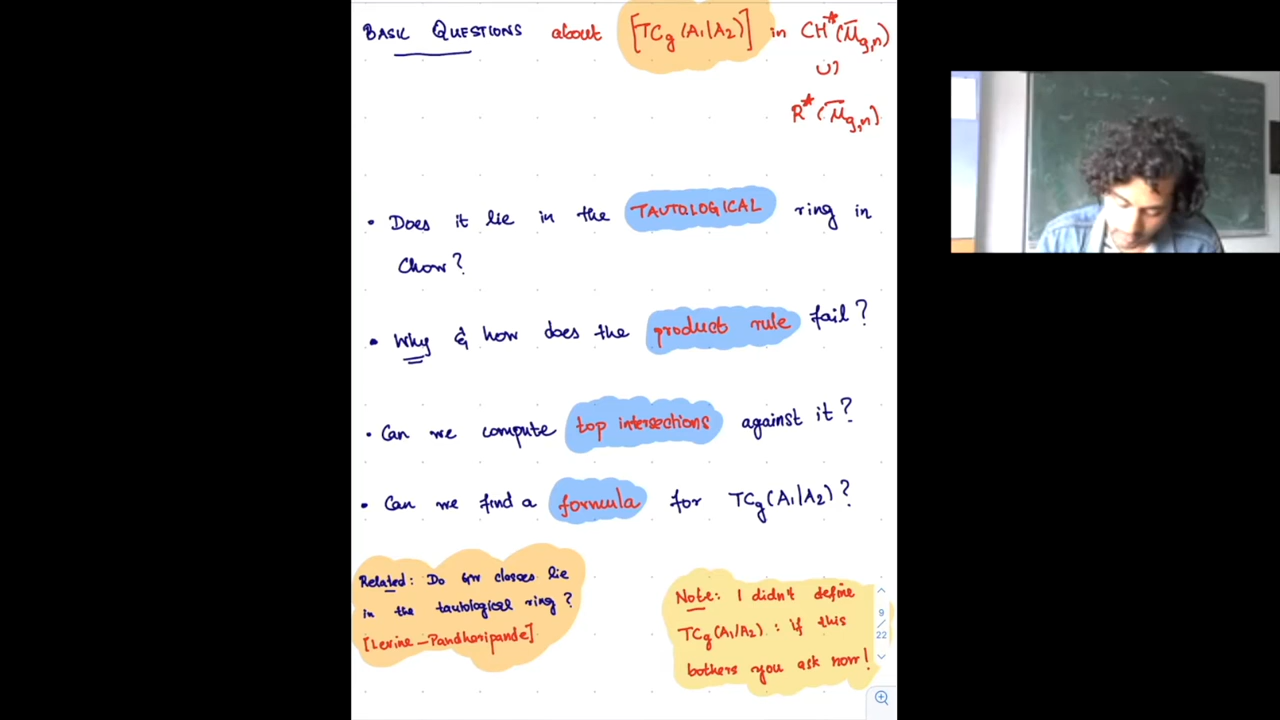 BASIC QUESTIONS about [TCg(A1|A2)] in CH*(M̄g,n)
∪
R*(M̄g,n)
• Does it lie in the TAUTOLOGICAL ring in
Chow?
• Why & how does the product rule fail?
• Can we compute top intersections against it?
• Can we find a formula for TCg(A1|A2)?
Related: Do GW classes lie
in the tautological ring?
[Levine-Pandharipande]
Note: I didn't define
TCg(A1|A2): if this
bothers you ask now!
9
/
22